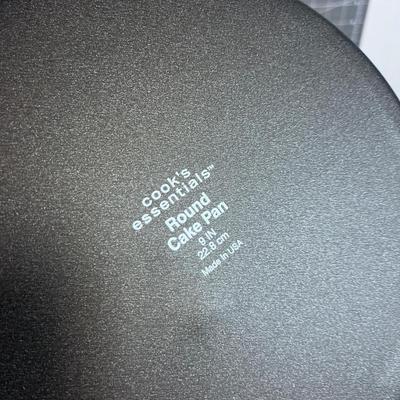 cook's
essentials™
Round
Cake Pan
9 IN
22.8 cm
Made In USA